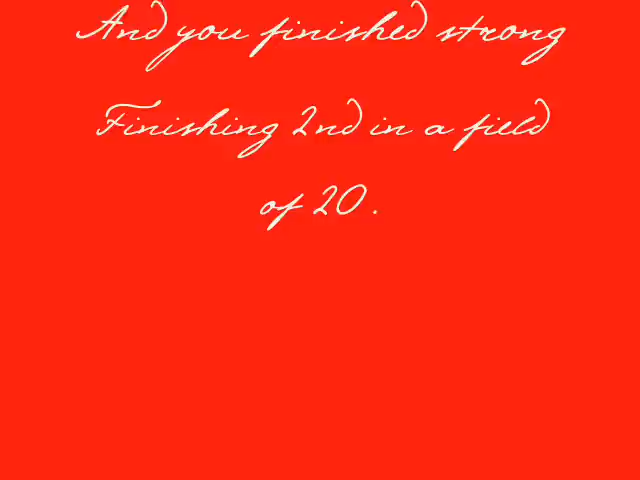 And you finished strong
Finishing 2nd in a field
of 20.